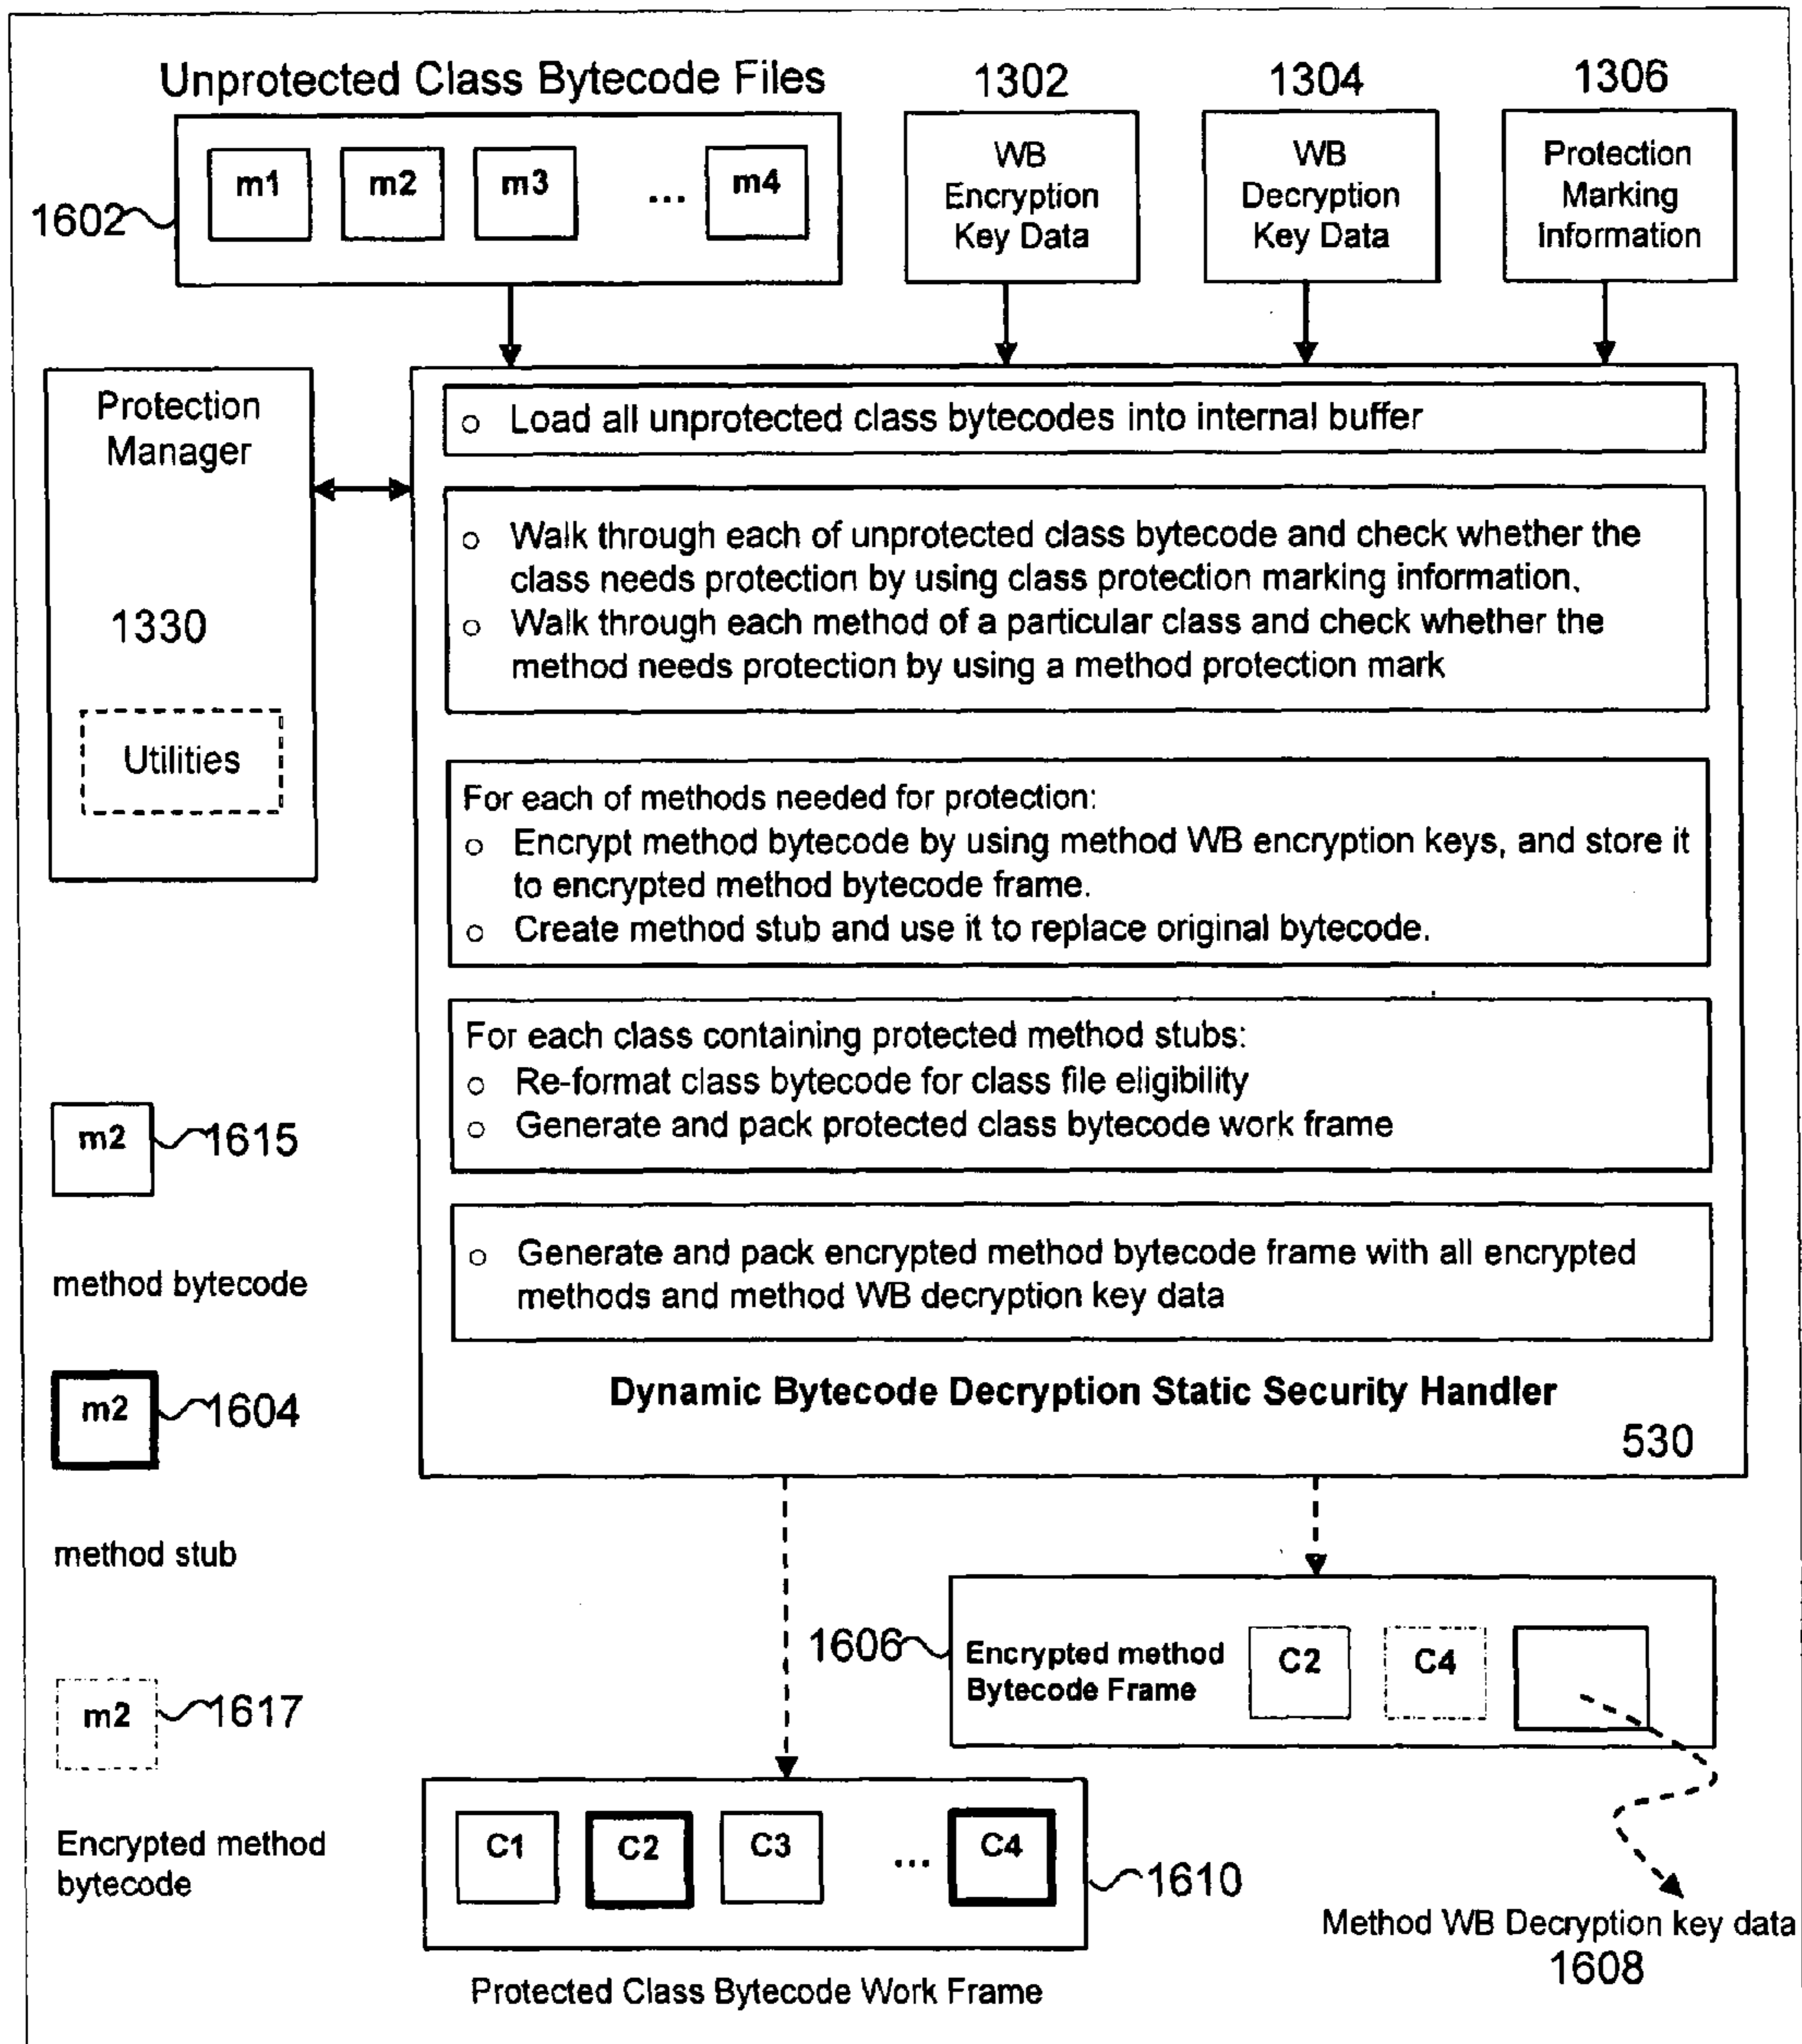 Unprotected Class Bytecode Files
1302
1304
1306
m1
m2
m3
...
m4
1602
WB
Encryption
Key Data
WB
Decryption
Key Data
Protection
Marking
Information
Protection
Manager
1330
Utilities
o Load all unprotected class bytecodes into internal buffer
o Walk through each of unprotected class bytecode and check whether the
class needs protection by using class protection marking information.
o Walk through each method of a particular class and check whether the
method needs protection by using a method protection mark
For each of methods needed for protection:
o Encrypt method bytecode by using method WB encryption keys, and store it
to encrypted method bytecode frame.
o Create method stub and use it to replace original bytecode.
For each class containing protected method stubs:
o Re-format class bytecode for class file eligibility
o Generate and pack protected class bytecode work frame
o Generate and pack encrypted method bytecode frame with all encrypted
methods and method WB decryption key data
Dynamic Bytecode Decryption Static Security Handler
530
m2
1615
method bytecode
m2
1604
method stub
m2
1617
Encrypted method
bytecode
1606
Encrypted method
Bytecode Frame
C2
C4
C1
C2
C3
...
C4
1610
Protected Class Bytecode Work Frame
Method WB Decryption key data
1608